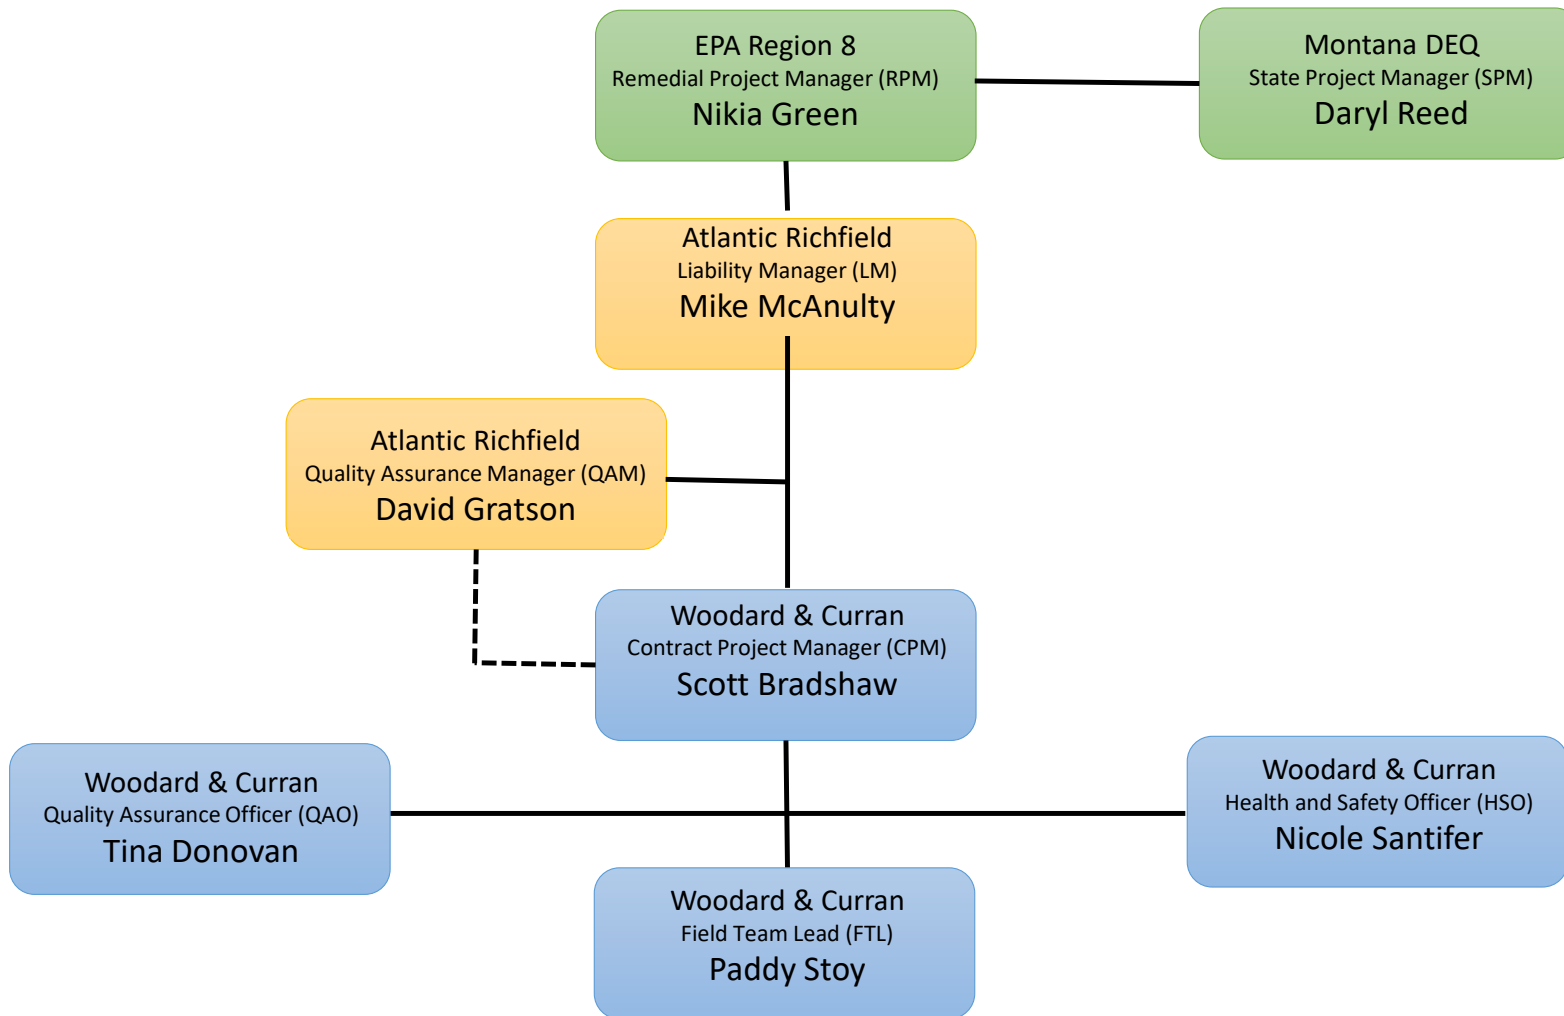 EPA Region 8
Remedial Project Manager (RPM)
Nikia Green
Montana DEQ
State Project Manager (SPM)
Daryl Reed
Atlantic Richfield
Liability Manager (LM)
Mike McAnulty
Atlantic Richfield
Quality Assurance Manager (QAM)
David Gratson
Woodard & Curran
Contract Project Manager (CPM)
Scott Bradshaw
Woodard & Curran
Quality Assurance Officer (QAO)
Tina Donovan
Woodard & Curran
Health and Safety Officer (HSO)
Nicole Santifer
Woodard & Curran
Field Team Lead (FTL)
Paddy Stoy